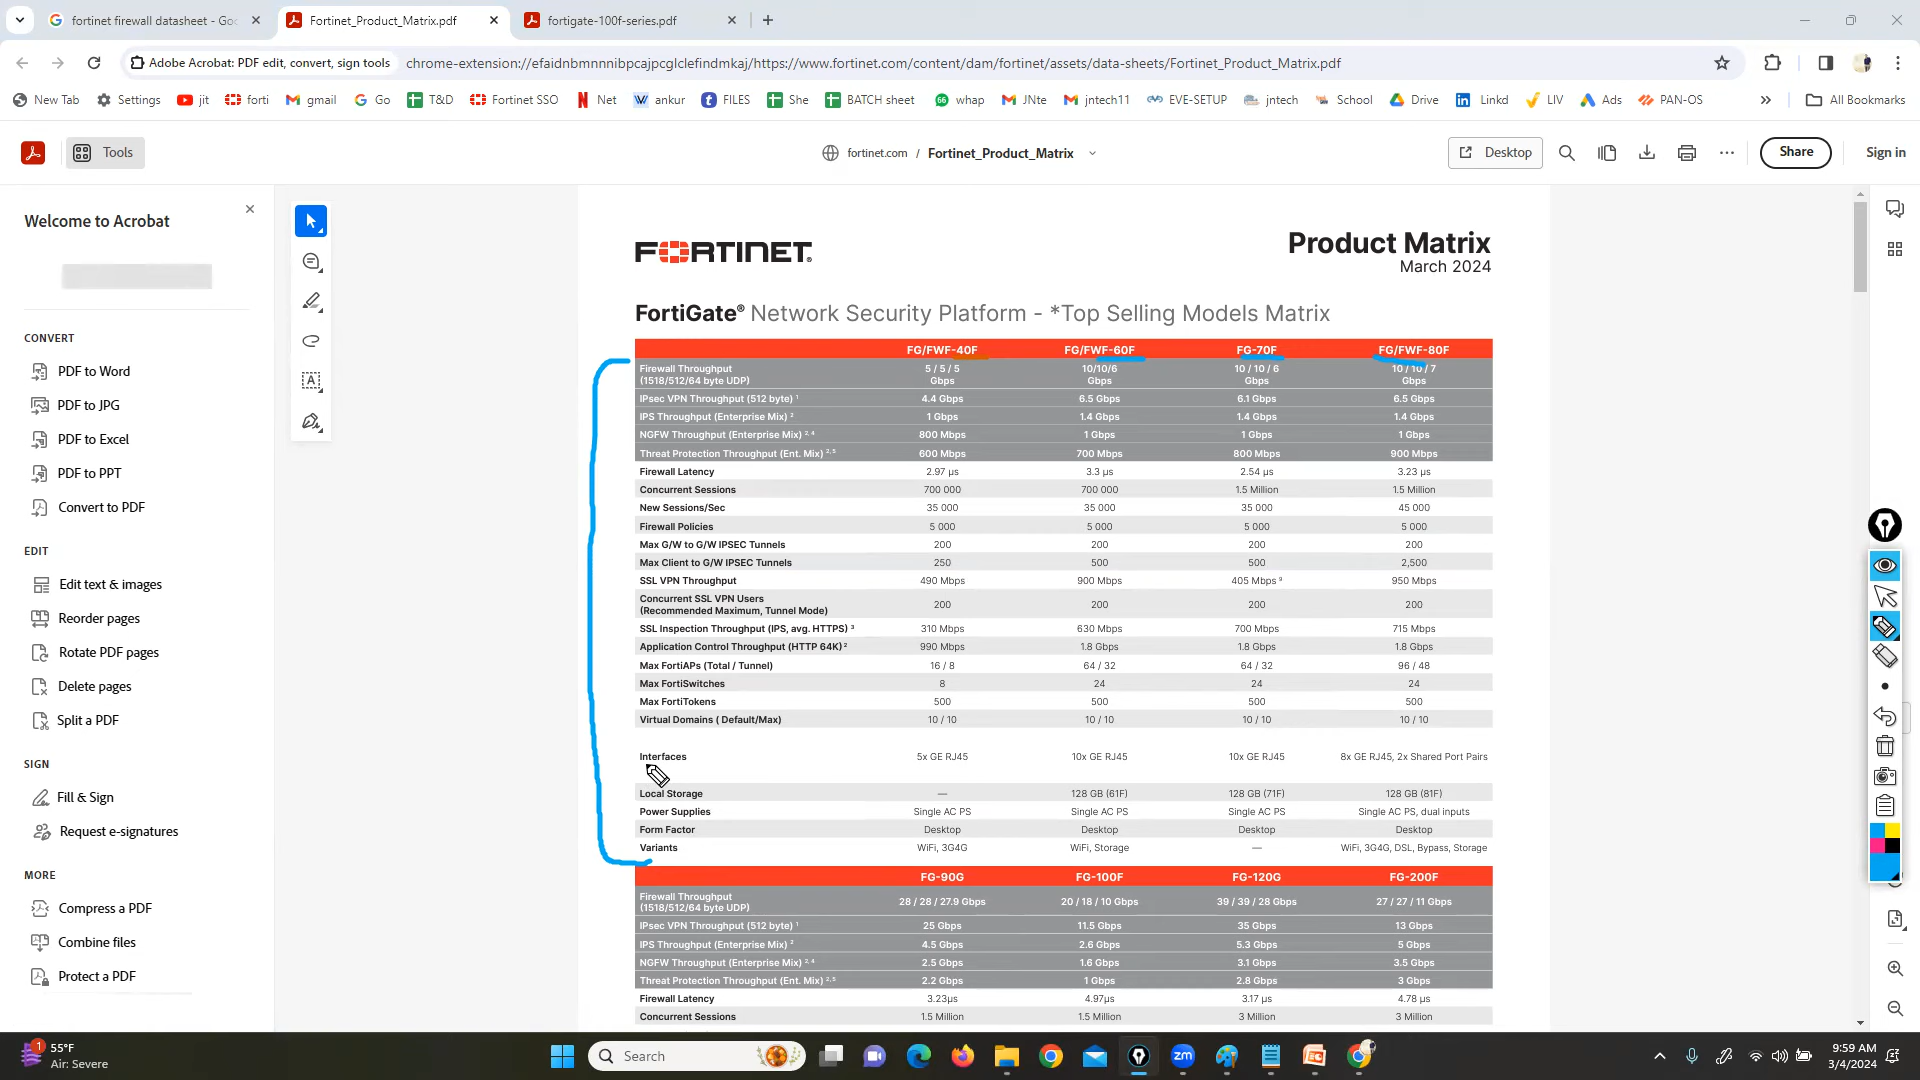 fortinet firewall datasheet - Goo
Fortinet_Product_Matrix.pdf
fortigate-100f-series.pdf
Adobe Acrobat: PDF edit, convert, sign tools
chrome-extension://efaidnbmnnnibpcajpcglclefindmkaj/https://www.fortinet.com/content/dam/fortinet/assets/data-sheets/Fortinet_Product_Matrix.pdf
New Tab Settings jit forti gmail Go T&D Fortinet SSO Net ankur FILES She BATCH sheet whap JNte jntech11 EVE-SETUP jntech School Drive Linkd LIV Ads PAN-OS » All Bookmarks
Tools
fortinet.com / Fortinet_Product_Matrix
Desktop
Share
Sign in
Welcome to Acrobat
CONVERT
PDF to Word
PDF to JPG
PDF to Excel
PDF to PPT
Convert to PDF
EDIT
Edit text & images
Reorder pages
Rotate PDF pages
Delete pages
Split a PDF
SIGN
Fill & Sign
Request e-signatures
MORE
Compress a PDF
Combine files
Protect a PDF
FORTINET
Product Matrix
March 2024
FortiGate® Network Security Platform - *Top Selling Models Matrix
FG/FWF-40F FG/FWF-60F FG-70F FG/FWF-80F
Firewall Throughput
(1518/512/64 byte UDP) 5 / 5 / 5 Gbps 10/10/6 Gbps 10 / 10 / 6 Gbps 10 / 10 / 7 Gbps
IPsec VPN Throughput (512 byte) ¹ 4.4 Gbps 6.5 Gbps 6.1 Gbps 6.5 Gbps
IPS Throughput (Enterprise Mix) ² 1 Gbps 1.4 Gbps 1.4 Gbps 1.4 Gbps
NGFW Throughput (Enterprise Mix) ²·⁴ 800 Mbps 1 Gbps 1 Gbps 1 Gbps
Threat Protection Throughput (Ent. Mix) ²·⁵ 600 Mbps 700 Mbps 800 Mbps 900 Mbps
Firewall Latency 2.97 μs 3.3 μs 2.54 μs 3.23 μs
Concurrent Sessions 700 000 700 000 1.5 Million 1.5 Million
New Sessions/Sec 35 000 35 000 35 000 45 000
Firewall Policies 5 000 5 000 5 000 5 000
Max G/W to G/W IPSEC Tunnels 200 200 200 200
Max Client to G/W IPSEC Tunnels 250 500 500 2,500
SSL VPN Throughput 490 Mbps 900 Mbps 405 Mbps ⁹ 950 Mbps
Concurrent SSL VPN Users
(Recommended Maximum, Tunnel Mode) 200 200 200 200
SSL Inspection Throughput (IPS, avg. HTTPS) ³ 310 Mbps 630 Mbps 700 Mbps 715 Mbps
Application Control Throughput (HTTP 64K) ² 990 Mbps 1.8 Gbps 1.8 Gbps 1.8 Gbps
Max FortiAPs (Total / Tunnel) 16 / 8 64 / 32 64 / 32 96 / 48
Max FortiSwitches 8 24 24 24
Max FortiTokens 500 500 500 500
Virtual Domains ( Default/Max) 10 / 10 10 / 10 10 / 10 10 / 10
Interfaces 5x GE RJ45 10x GE RJ45 10x GE RJ45 8x GE RJ45, 2x Shared Port Pairs
Local Storage — 128 GB (61F) 128 GB (71F) 128 GB (81F)
Power Supplies Single AC PS Single AC PS Single AC PS Single AC PS, dual inputs
Form Factor Desktop Desktop Desktop Desktop
Variants WiFi, 3G4G WiFi, Storage — WiFi, 3G4G, DSL, Bypass, Storage
FG-90G FG-100F FG-120G FG-200F
Firewall Throughput
(1518/512/64 byte UDP) 28 / 28 / 27.9 Gbps 20 / 18 / 10 Gbps 39 / 39 / 28 Gbps 27 / 27 / 11 Gbps
IPsec VPN Throughput (512 byte) ¹ 25 Gbps 11.5 Gbps 35 Gbps 13 Gbps
IPS Throughput (Enterprise Mix) ² 4.5 Gbps 2.6 Gbps 5.3 Gbps 5 Gbps
NGFW Throughput (Enterprise Mix) ²·⁴ 2.5 Gbps 1.6 Gbps 3.1 Gbps 3.5 Gbps
Threat Protection Throughput (Ent. Mix) ²·⁵ 2.2 Gbps 1 Gbps 2.8 Gbps 3 Gbps
Firewall Latency 3.23μs 4.97μs 3.17 μs 4.78 μs
Concurrent Sessions 1.5 Million 1.5 Million 3 Million 3 Million
1
55°F
Air: Severe
Search
zm
9:59 AM
3/4/2024